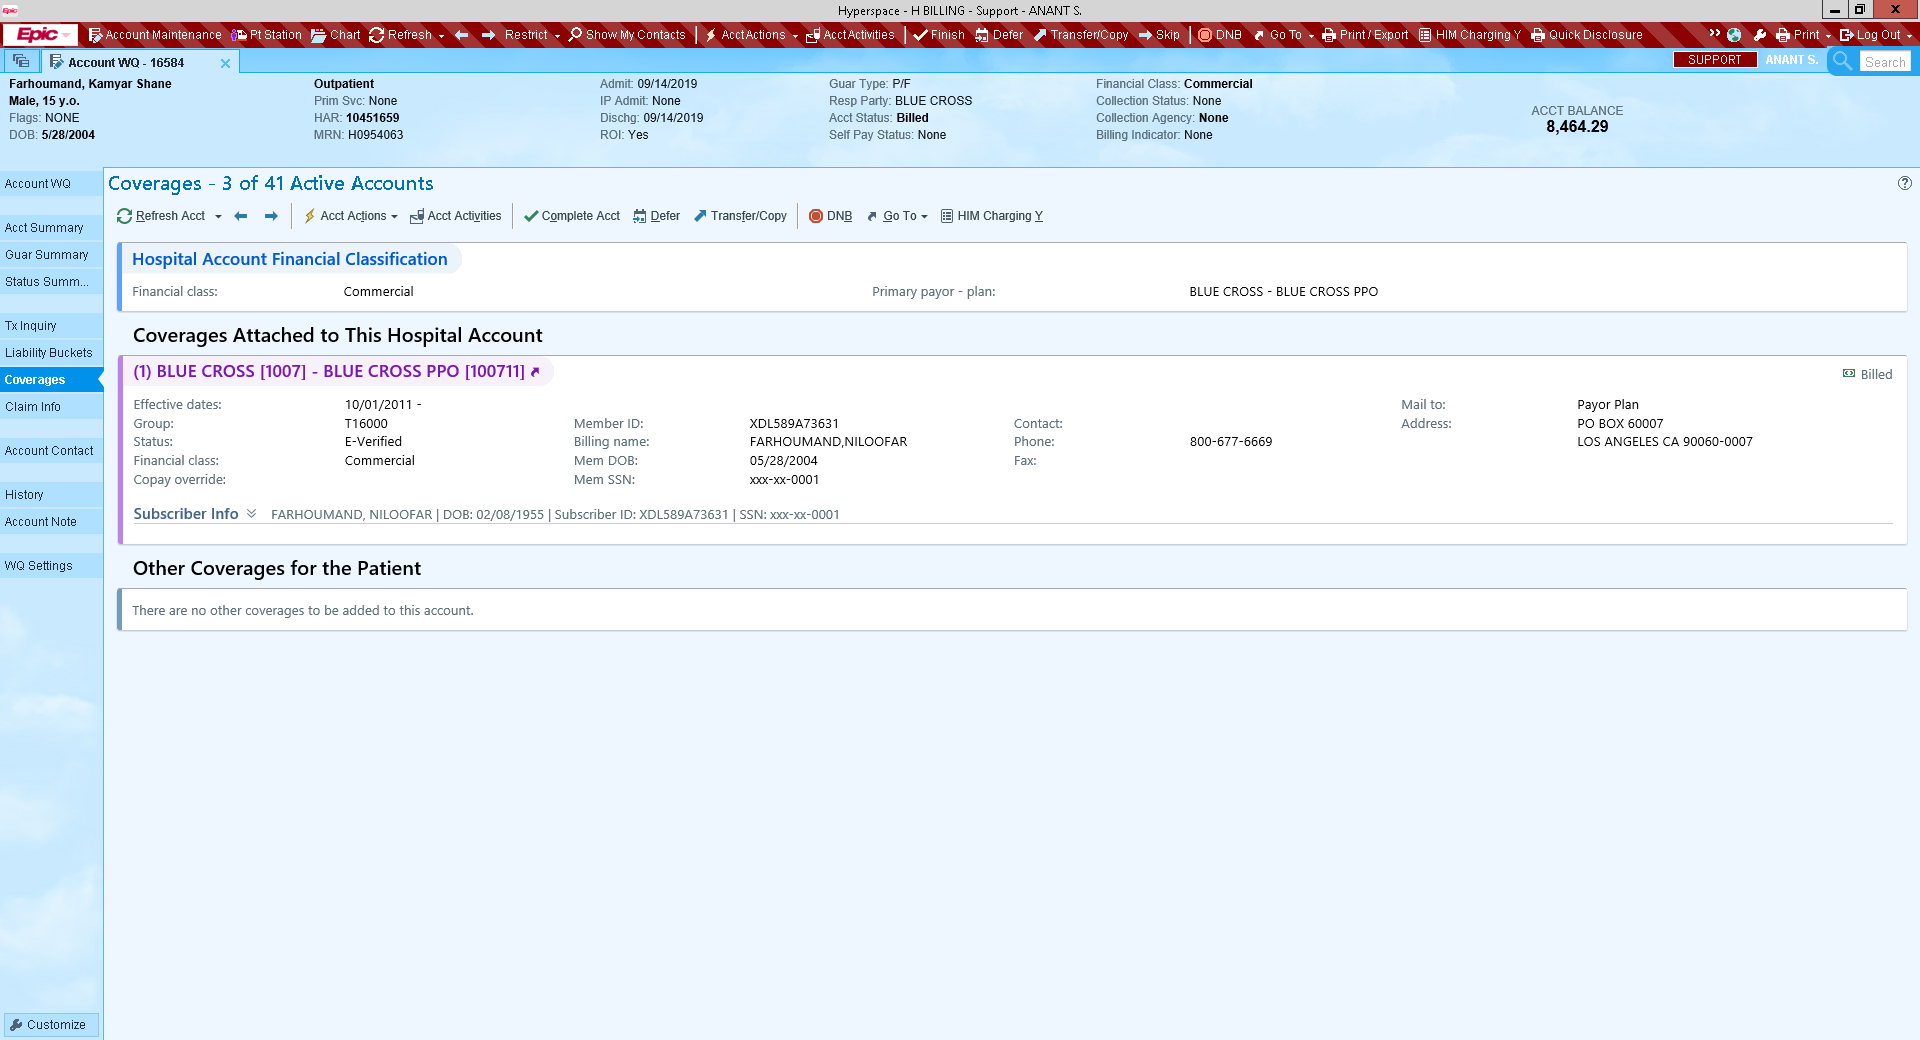 Epic Hyperspace - H BILLING - Support - ANANT S.
Epic Account Maintenance Pt Station Chart Refresh Restrict Show My Contacts Acct Actions Acct Activities Finish Defer Transfer/Copy Skip DNB Go To Print / Export HIM Charging Y Quick Disclosure Print Log Out
Account WQ - 16584 SUPPORT ANANT S. Search
Farhoumand, Kamyar Shane Outpatient Admit: 09/14/2019 Guar Type: P/F Financial Class: Commercial
Male, 15 y.o. Prim Svc: None IP Admit: None Resp Party: BLUE CROSS Collection Status: None ACCT BALANCE
Flags: NONE HAR: 10451659 Dischg: 09/14/2019 Acct Status: Billed Collection Agency: None 8,464.29
DOB: 5/28/2004 MRN: H0954063 ROI: Yes Self Pay Status: None Billing Indicator: None
Account WQ
Acct Summary
Guar Summary
Status Summ...
Tx Inquiry
Liability Buckets
Coverages
Claim Info
Account Contact
History
Account Note
WQ Settings
Customize
Coverages - 3 of 41 Active Accounts
Refresh Acct Acct Actions Acct Activities Complete Acct Defer Transfer/Copy DNB Go To HIM Charging Y
Hospital Account Financial Classification
Financial class: Commercial Primary payor - plan: BLUE CROSS - BLUE CROSS PPO
Coverages Attached to This Hospital Account
(1) BLUE CROSS [1007] - BLUE CROSS PPO [100711] Billed
Effective dates: 10/01/2011 - Mail to: Payor Plan
Group: T16000 Member ID: XDL589A73631 Contact: Address: PO BOX 60007
Status: E-Verified Billing name: FARHOUMAND,NILOOFAR Phone: 800-677-6669 LOS ANGELES CA 90060-0007
Financial class: Commercial Mem DOB: 05/28/2004 Fax:
Copay override: Mem SSN: xxx-xx-0001
Subscriber Info FARHOUMAND, NILOOFAR | DOB: 02/08/1955 | Subscriber ID: XDL589A73631 | SSN: xxx-xx-0001
Other Coverages for the Patient
There are no other coverages to be added to this account.